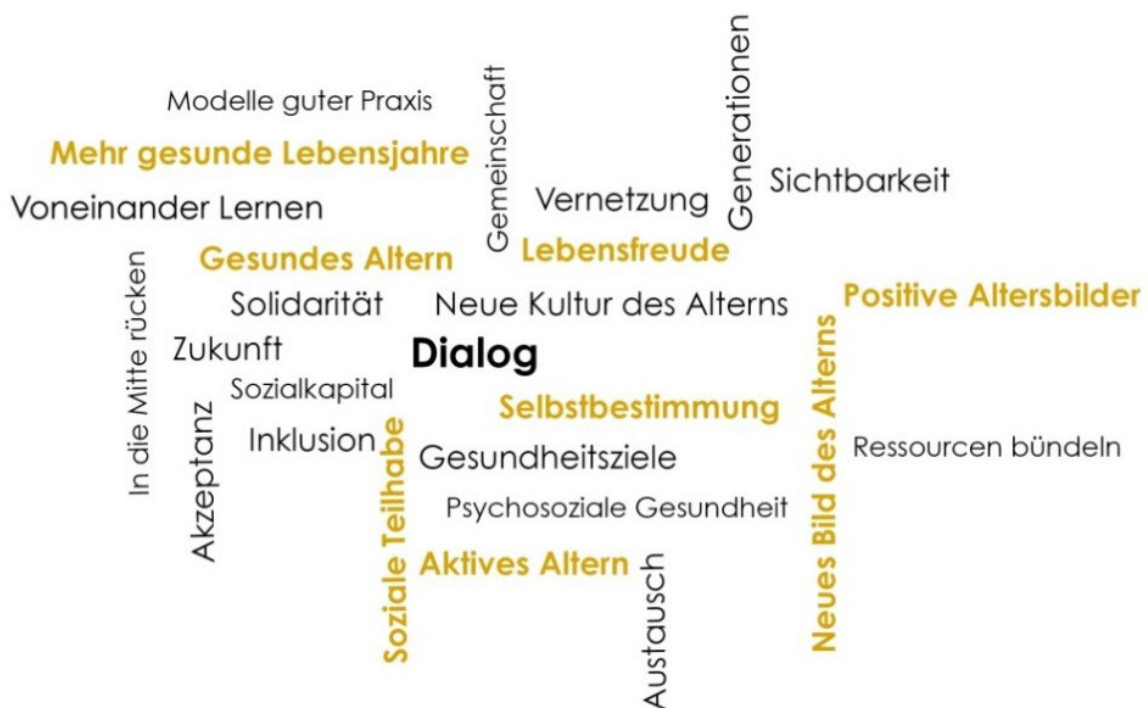 Modelle guter Praxis
Mehr gesunde Lebensjahre
Voneinander Lernen
Gemeinschaft
Vernetzung
Generationen
Sichtbarkeit
Gesundes Altern
Lebensfreude
In die Mitte rücken
Solidarität
Neue Kultur des Alterns
Positive Altersbilder
Zukunft
Dialog
Sozialkapital
Selbstbestimmung
Neues Bild des Alterns
Akzeptanz
Inklusion
Soziale Teilhabe
Gesundheitsziele
Ressourcen bündeln
Psychosoziale Gesundheit
Aktives Altern
Austausch